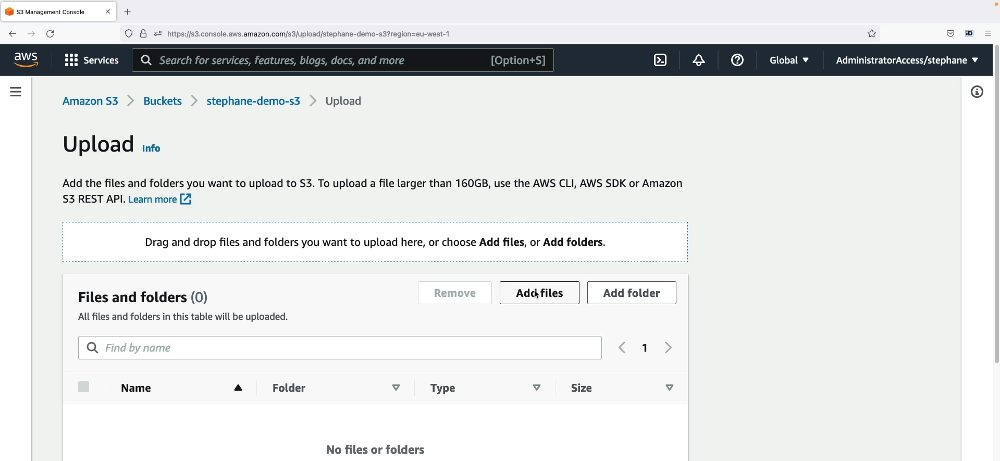 S3 Management Console
https://s3.console.aws.amazon.com/s3/upload/stephane-demo-s3?region=eu-west-1
aws
Services
Search for services, features, blogs, docs, and more
[Option+S]
Global
AdministratorAccess/stephane
Amazon S3
Buckets
stephane-demo-s3
Upload
Upload
Info
Add the files and folders you want to upload to S3. To upload a file larger than 160GB, use the AWS CLI, AWS SDK or Amazon
S3 REST API. Learn more
Drag and drop files and folders you want to upload here, or choose Add files, or Add folders.
Files and folders (0)
Remove
Add files
Add folder
All files and folders in this table will be uploaded.
Find by name
1
Name
Folder
Type
Size
No files or folders